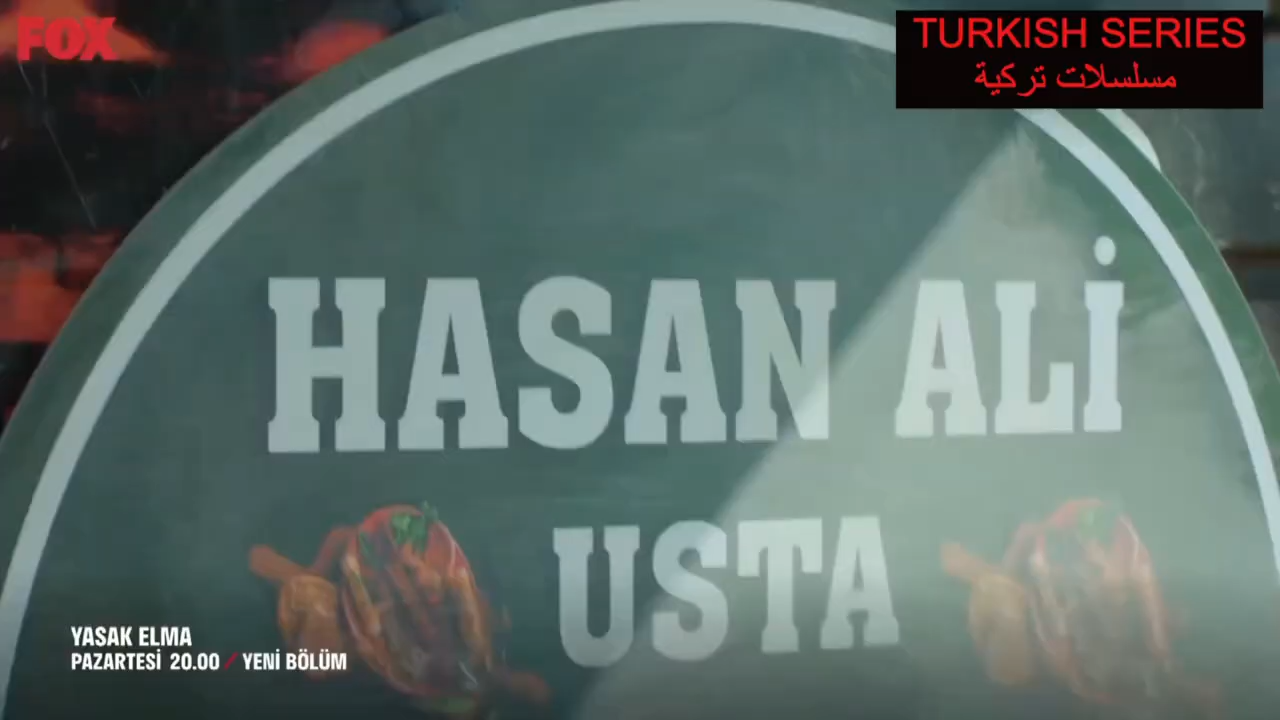 FOX
TURKISH SERIES
مسلسلات تركية
HASAN ALİ
USTA
YASAK ELMA
PAZARTESİ 20.00 / YENİ BÖLÜM